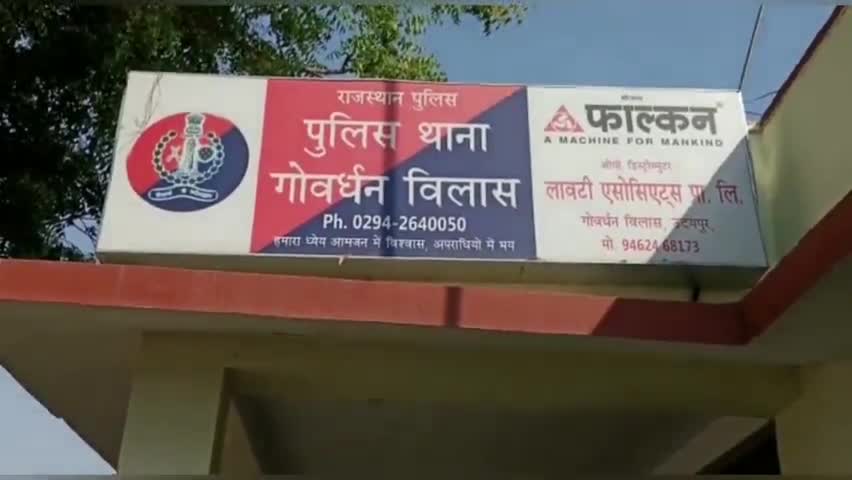 राजस्थान पुलिस
पुलिस थाना
गोवर्धन विलास
Ph. 0294-2640050
हमारा ध्येय आमजन में विश्वास, अपराधियो में भय
फाल्कन
A MACHINE FOR MANKIND
लावटी एसोसिएट्स पा. लि.
गोवर्धन विलास, उदयपुर,
मो. 94624 68173